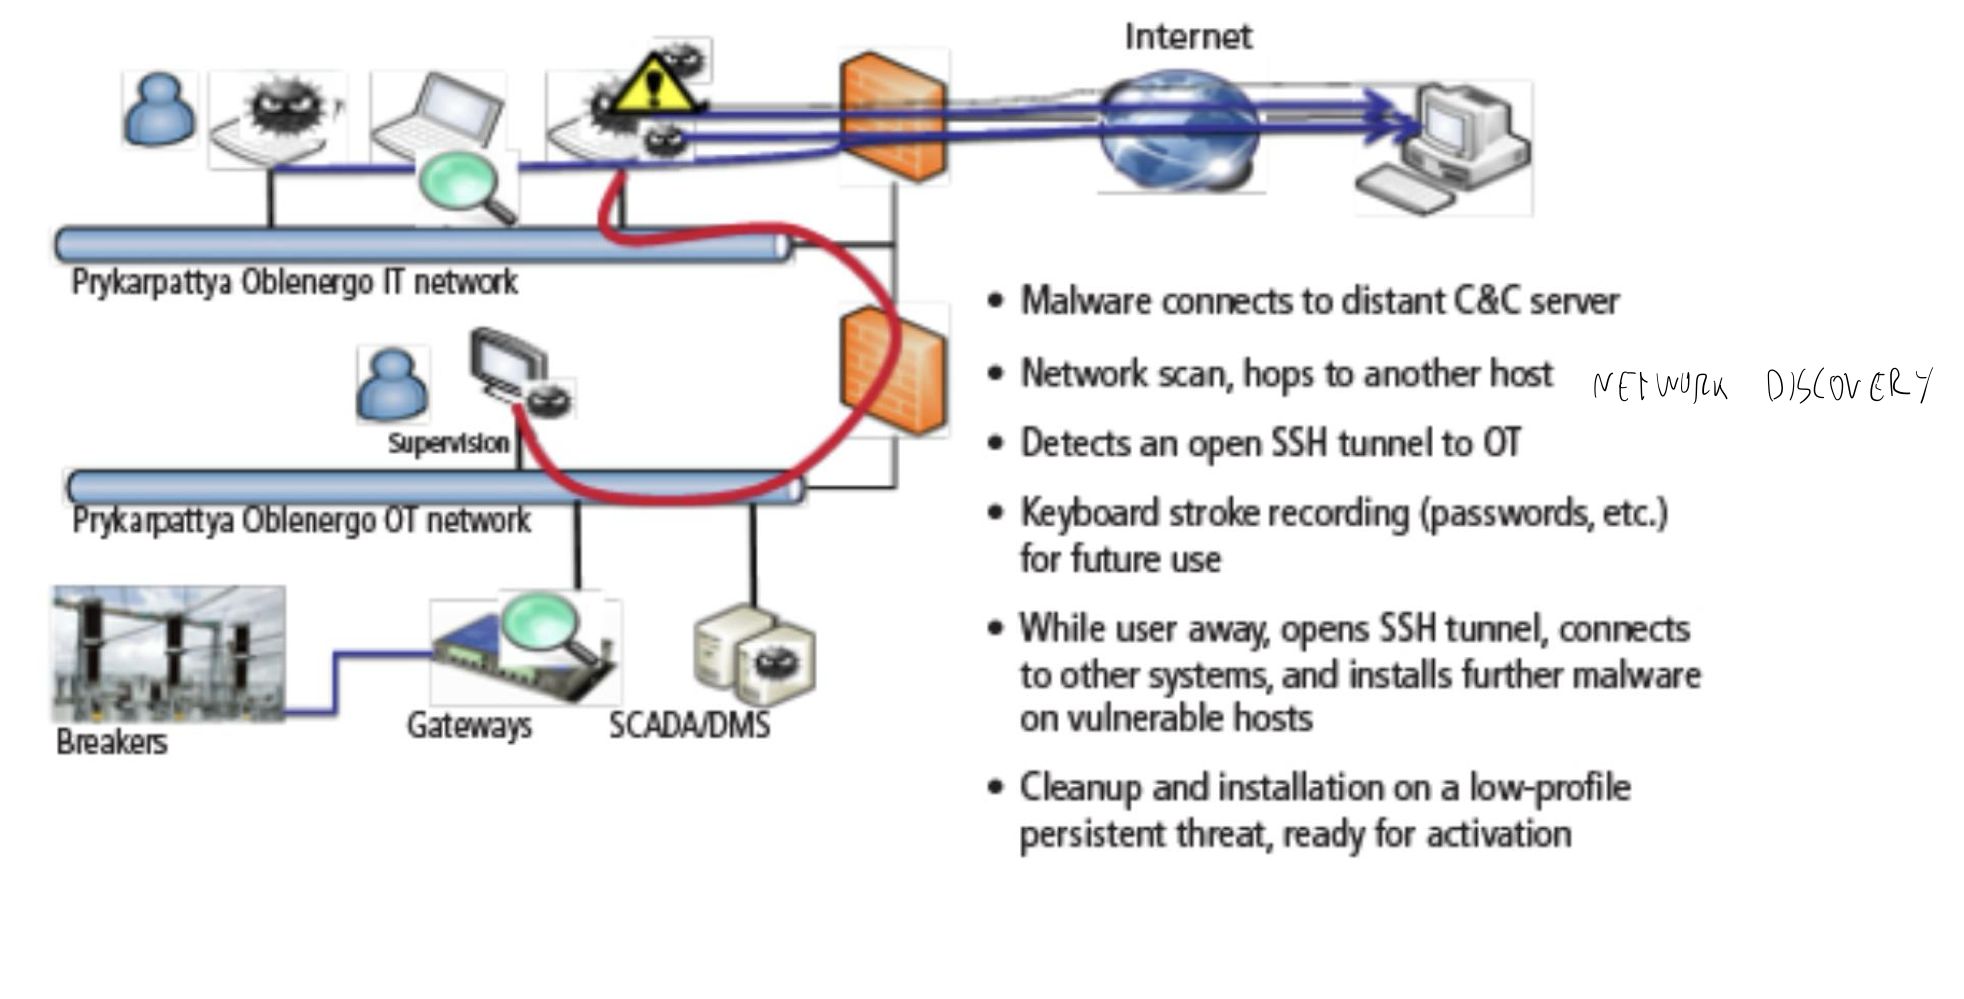 Internet
Prykarpattya Oblenergo IT network
Supervision
Prykarpattya Oblenergo OT network
Breakers
Gateways
SCADA/DMS
• Malware connects to distant C&C server
• Network scan, hops to another host NETWORK DISCOVERY
• Detects an open SSH tunnel to OT
• Keyboard stroke recording (passwords, etc.)
for future use
• While user away, opens SSH tunnel, connects
to other systems, and installs further malware
on vulnerable hosts
• Cleanup and installation on a low-profile
persistent threat, ready for activation